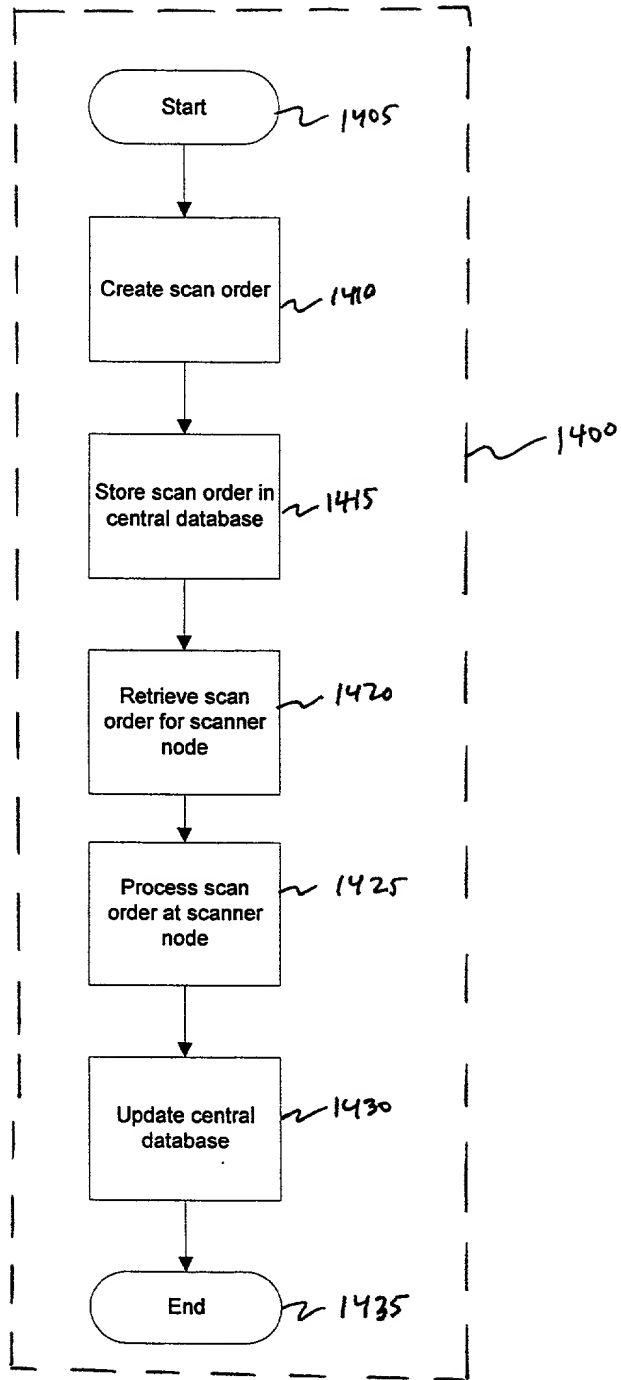 Start
1405
Create scan order
1410
1400
Store scan order in
central database
1415
Retrieve scan
order for scanner
node
1420
Process scan
order at scanner
node
1425
Update central
database
1430
End
1435